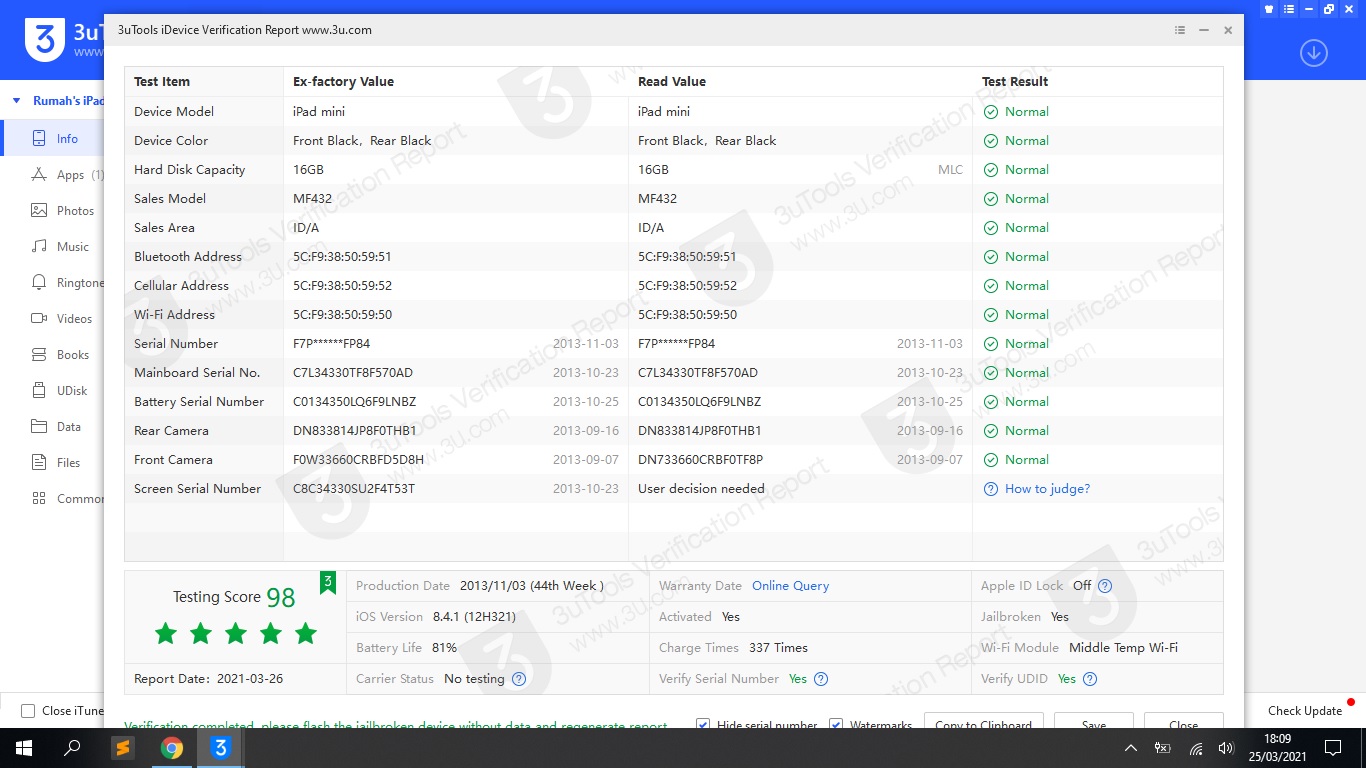 3uTools iDevice Verification Report www.3u.com
3uT
www
Rumah's iPad
Info
Apps (1)
Photos
Music
Ringtone
Videos
Books
UDisk
Data
Files
Common
Test Item Ex-factory Value Read Value Test Result
Device Model iPad mini iPad mini Normal
Device Color Front Black, Rear Black Front Black, Rear Black Normal
Hard Disk Capacity 16GB 16GB MLC Normal
Sales Model MF432 MF432 Normal
Sales Area ID/A ID/A Normal
Bluetooth Address 5C:F9:38:50:59:51 5C:F9:38:50:59:51 Normal
Cellular Address 5C:F9:38:50:59:52 5C:F9:38:50:59:52 Normal
Wi-Fi Address 5C:F9:38:50:59:50 5C:F9:38:50:59:50 Normal
Serial Number F7P******FP84 2013-11-03 F7P******FP84 2013-11-03 Normal
Mainboard Serial No. C7L34330TF8F570AD 2013-10-23 C7L34330TF8F570AD 2013-10-23 Normal
Battery Serial Number C0134350LQ6F9LNBZ 2013-10-25 C0134350LQ6F9LNBZ 2013-10-25 Normal
Rear Camera DN833814JP8F0THB1 2013-09-16 DN833814JP8F0THB1 2013-09-16 Normal
Front Camera F0W33660CRBFD5D8H 2013-09-07 DN733660CRBF0TF8P 2013-09-07 Normal
Screen Serial Number C8C34330SU2F4T53T 2013-10-23 User decision needed How to judge?
3uTools Verification Report
www.3u.com
Testing Score 98
3
Report Date: 2021-03-26
Production Date 2013/11/03 (44th Week ) Warranty Date Online Query Apple ID Lock Off
iOS Version 8.4.1 (12H321) Activated Yes Jailbroken Yes
Battery Life 81% Charge Times 337 Times Wi-Fi Module Middle Temp Wi-Fi
Carrier Status No testing Verify Serial Number Yes Verify UDID Yes
Verification completed, please flash the jailbroken device without data and regenerate report.
Hide serial number Watermarks Copy to Clipboard Save Close
Close iTune
Check Update
18:09
25/03/2021